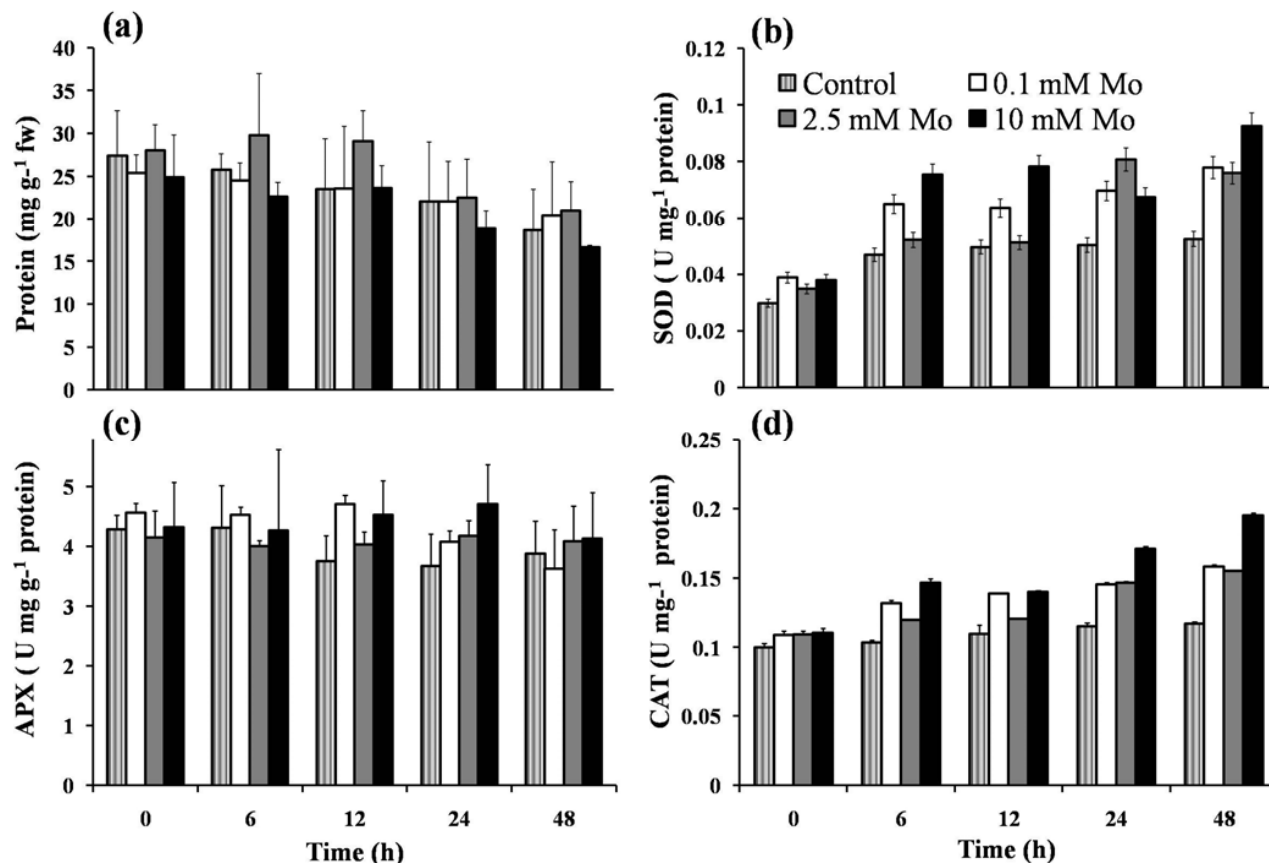 (a)
Protein (mg g-1 fw)
40
35
30
25
20
15
10
5
0
(b)
SOD ( U mg-1 protein)
0.12
0.1
0.08
0.06
0.04
0.02
0
Control
0.1 mM Mo
2.5 mM Mo
10 mM Mo
(c)
APX ( U mg g-1 protein)
5
4
3
2
1
0
0 6 12 24 48
Time (h)
(d)
CAT (U mg-1 protein)
0.25
0.2
0.15
0.1
0.05
0
0 6 12 24 48
Time (h)